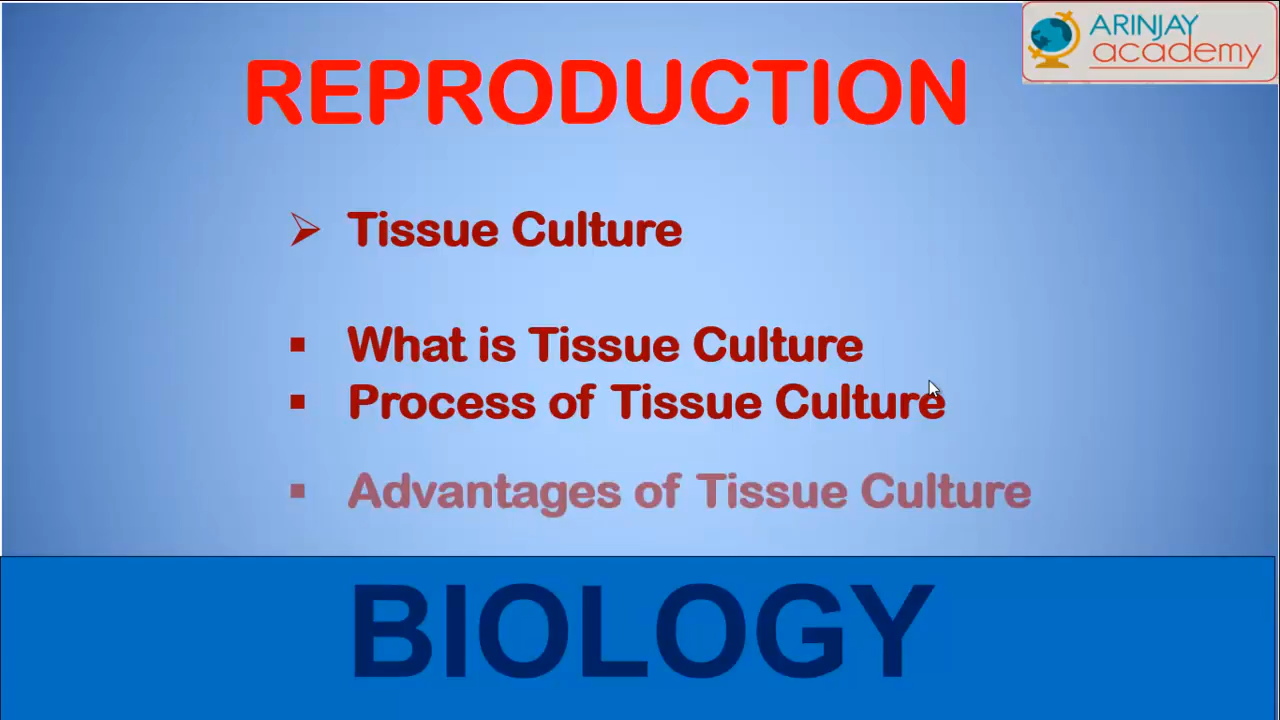 ARINJAY
academy
REPRODUCTION
Tissue Culture
What is Tissue Culture
Process of Tissue Culture
Advantages of Tissue Culture
BIOLOGY